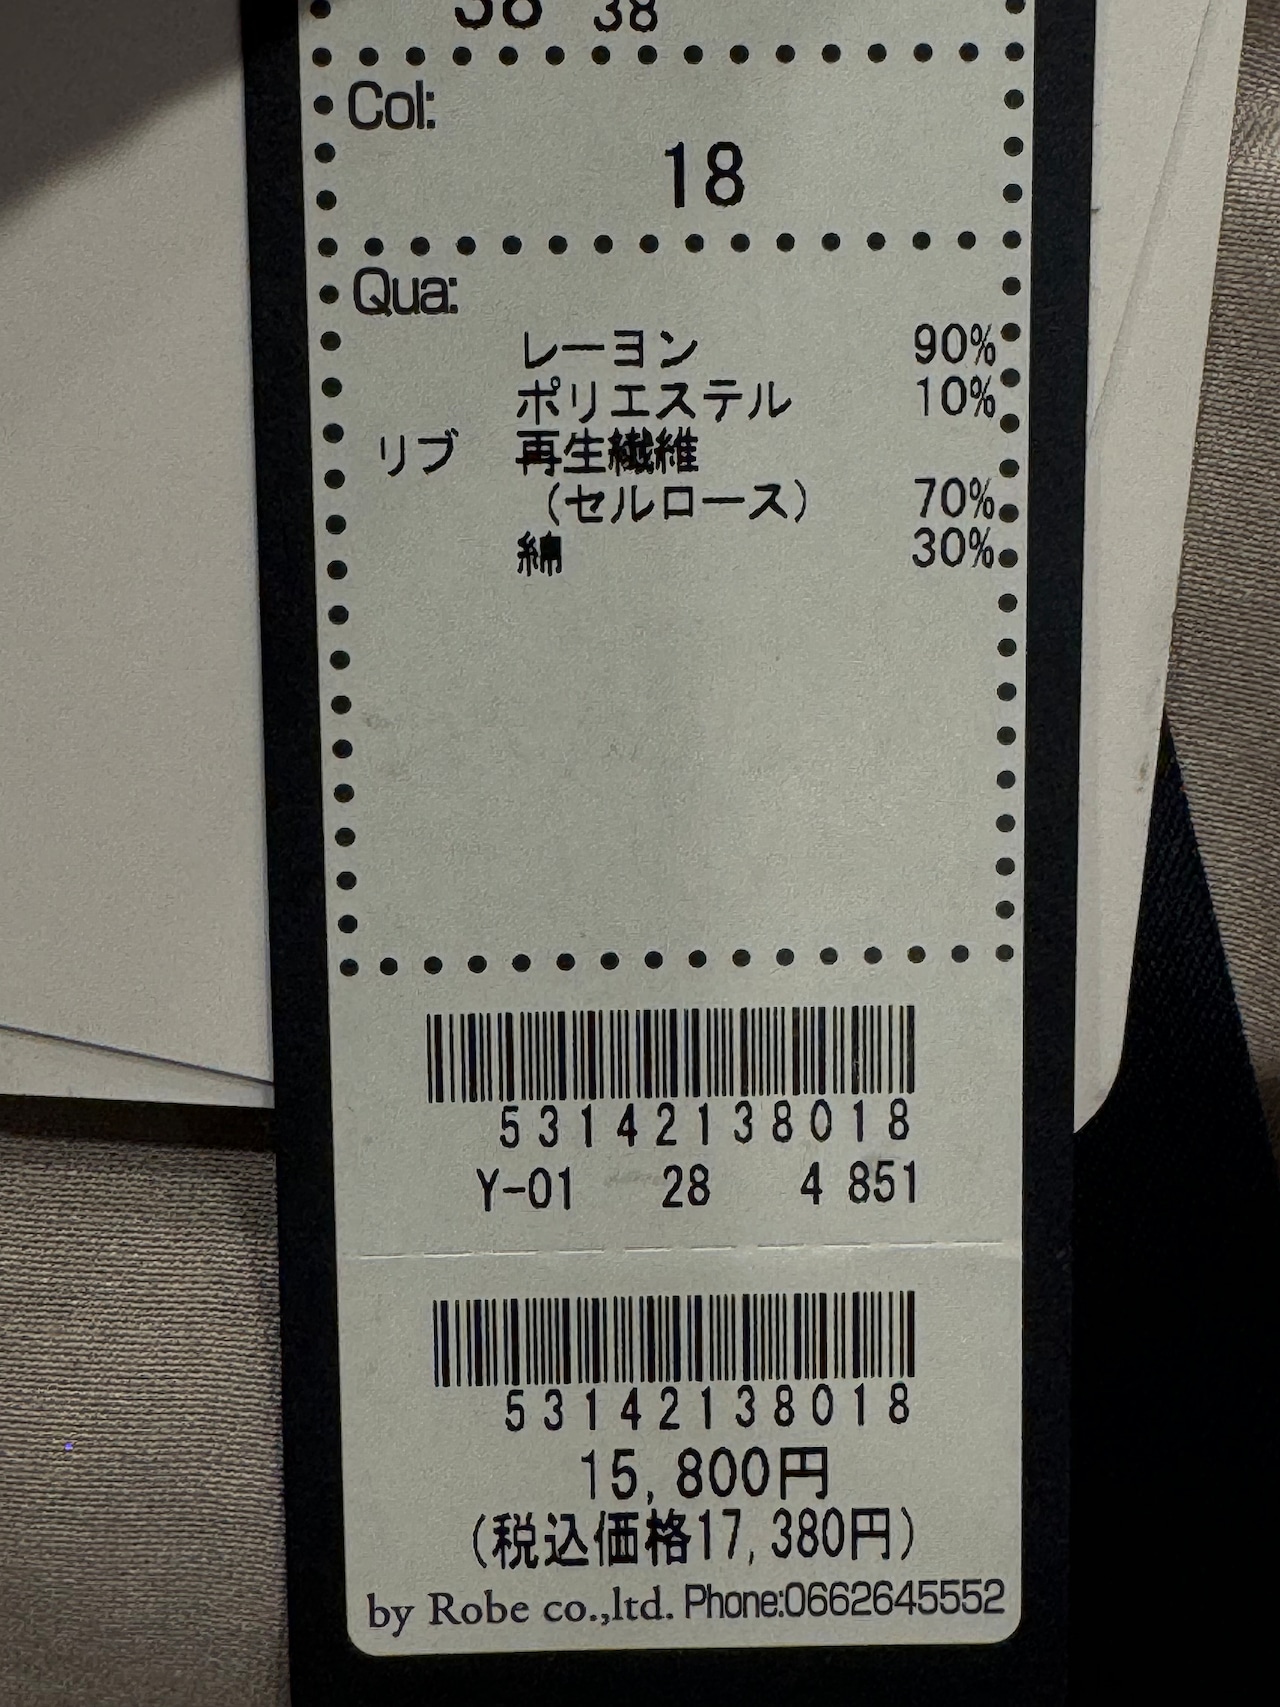 38 38
Col:
18
Qua:
レーヨン 90%
ポリエステル 10%
リブ 再生繊維
(セルロース) 70%
綿 30%
53142138018
Y-01 28 4 851
53142138018
15,800円
(税込価格17,380円)
by Robe co.,ltd. Phone:0662645552